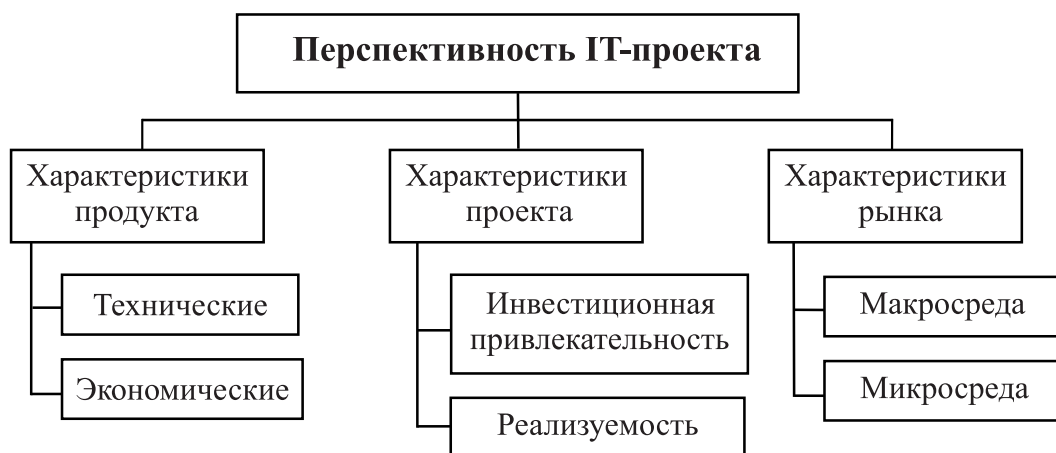 Перспективность IT-проекта
Характеристики
продукта
Технические
Экономические
Характеристики
проекта
Инвестиционная
привлекательность
Реализуемость
Характеристики
рынка
Макросреда
Микросреда